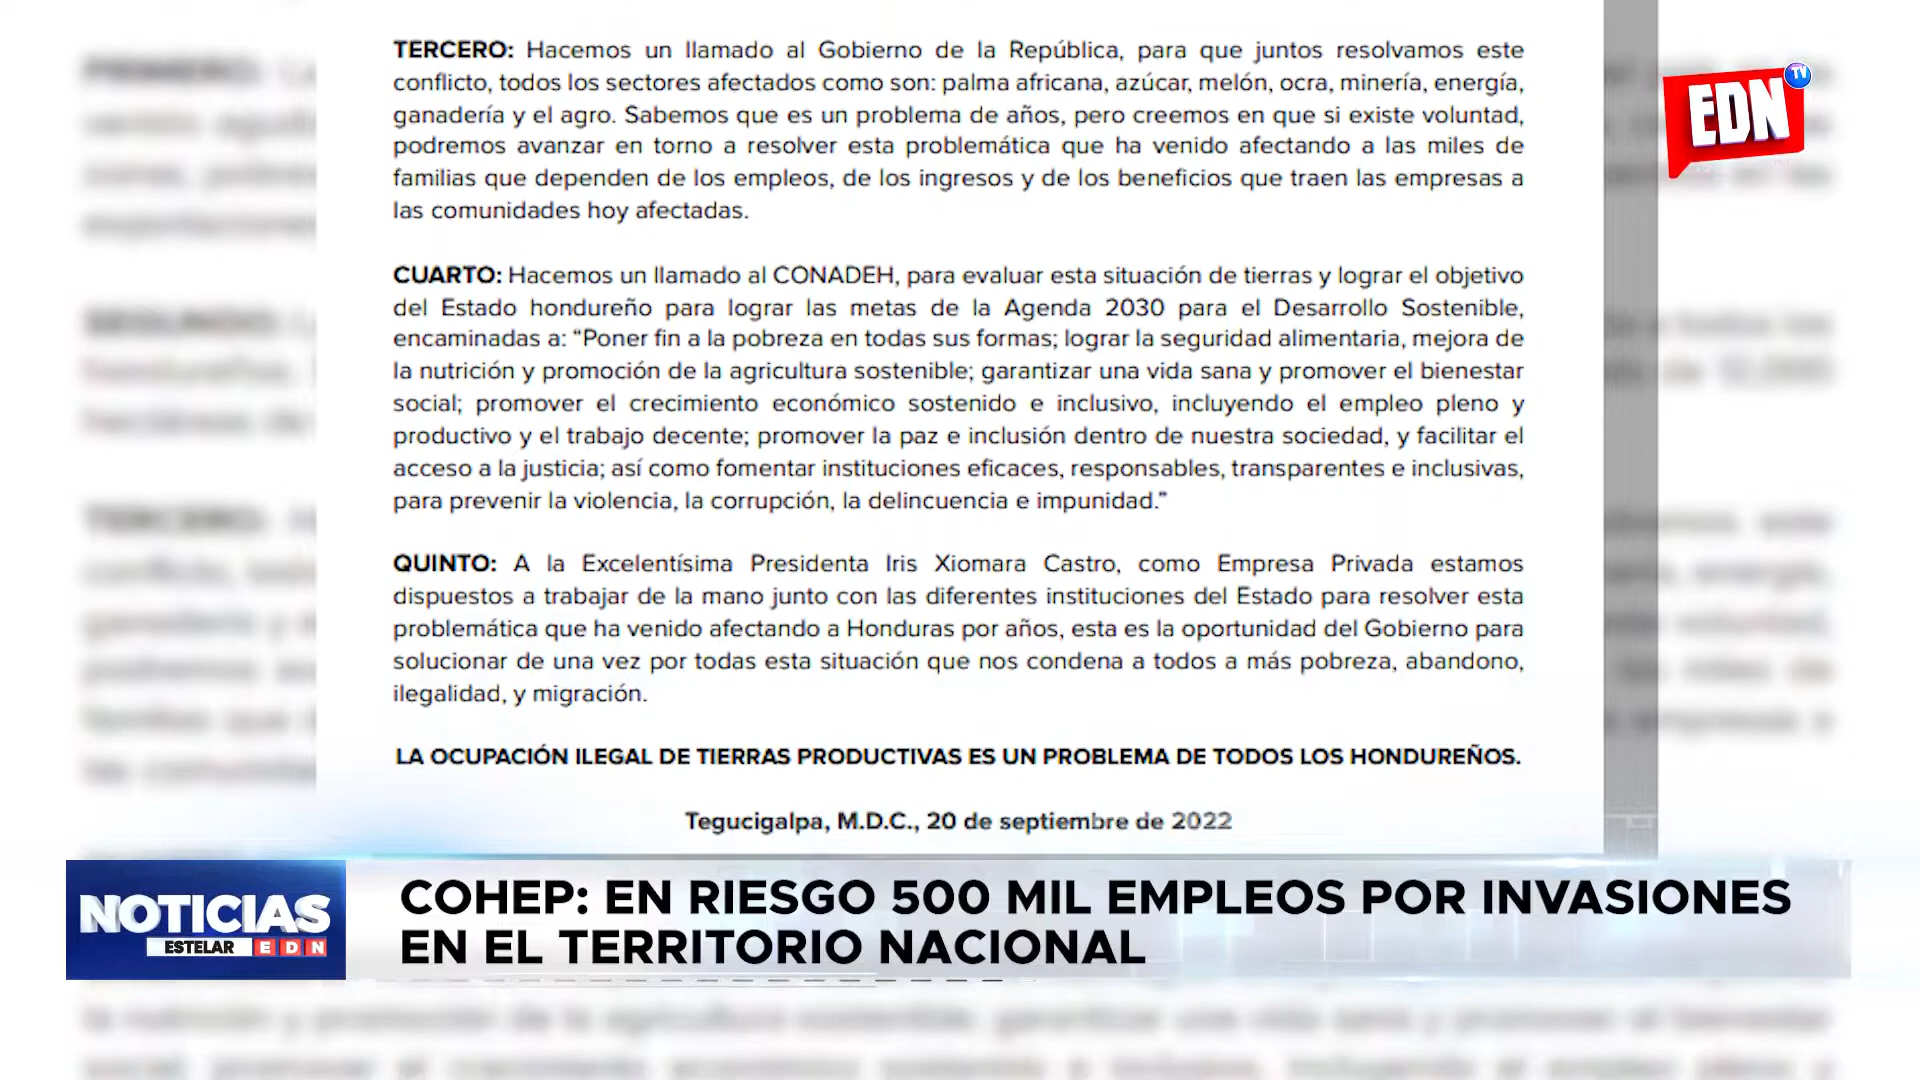 TERCERO: Hacemos un llamado al Gobierno de la República, para que juntos resolvamos este
conflicto, todos los sectores afectados como son: palma africana, azúcar, melón, ocra, minería, energía,
ganadería y el agro. Sabemos que es un problema de años, pero creemos en que si existe voluntad,
podremos avanzar en torno a resolver esta problemática que ha venido afectando a las miles de
familias que dependen de los empleos, de los ingresos y de los beneficios que traen las empresas a
las comunidades hoy afectadas.
CUARTO: Hacemos un llamado al CONADEH, para evaluar esta situación de tierras y lograr el objetivo
del Estado hondureño para lograr las metas de la Agenda 2030 para el Desarrollo Sostenible,
encaminadas a: “Poner fin a la pobreza en todas sus formas; lograr la seguridad alimentaria, mejora de
la nutrición y promoción de la agricultura sostenible; garantizar una vida sana y promover el bienestar
social; promover el crecimiento económico sostenido e inclusivo, incluyendo el empleo pleno y
productivo y el trabajo decente; promover la paz e inclusión dentro de nuestra sociedad, y facilitar el
acceso a la justicia; así como fomentar instituciones eficaces, responsables, transparentes e inclusivas,
para prevenir la violencia, la corrupción, la delincuencia e impunidad.”
QUINTO: A la Excelentísima Presidenta Iris Xiomara Castro, como Empresa Privada estamos
dispuestos a trabajar de la mano junto con las diferentes instituciones del Estado para resolver esta
problemática que ha venido afectando a Honduras por años, esta es la oportunidad del Gobierno para
solucionar de una vez por todas esta situación que nos condena a todos a más pobreza, abandono,
ilegalidad, y migración.
LA OCUPACIÓN ILEGAL DE TIERRAS PRODUCTIVAS ES UN PROBLEMA DE TODOS LOS HONDUREÑOS.
Tegucigalpa, M.D.C., 20 de septiembre de 2022
EDN TV
NOTICIAS
ESTELAR EDN
COHEP: EN RIESGO 500 MIL EMPLEOS POR INVASIONES
EN EL TERRITORIO NACIONAL